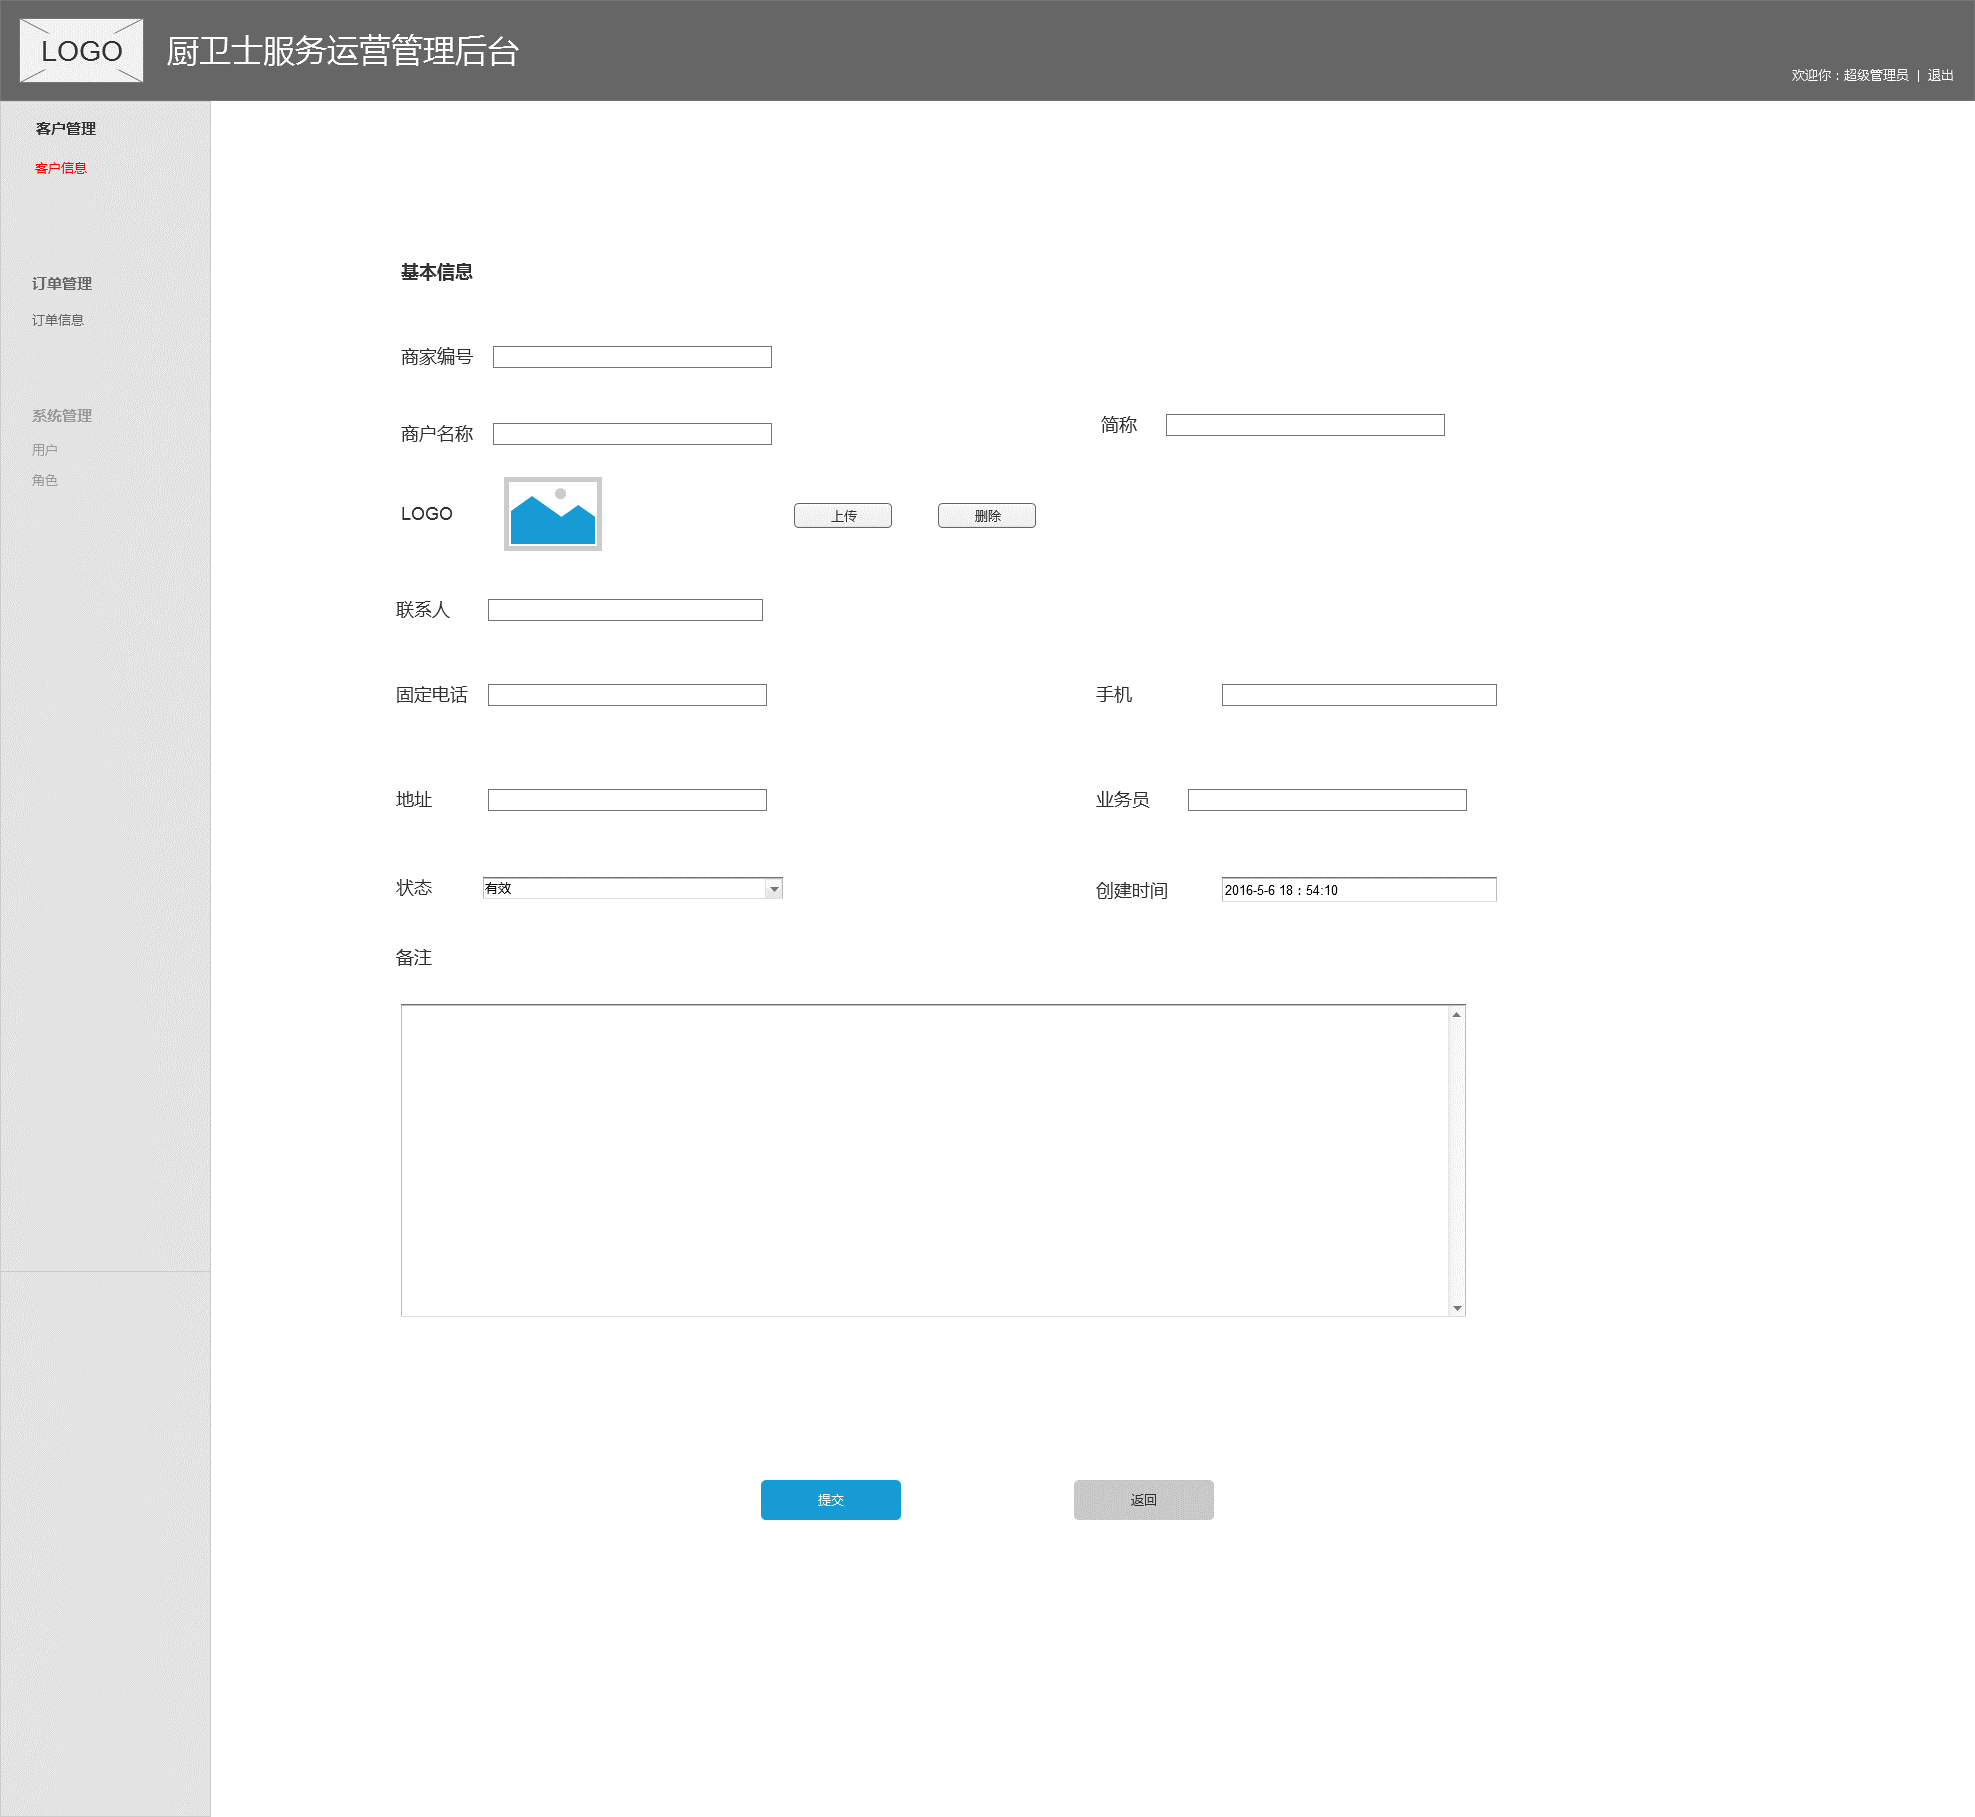 LOGO
厨卫士服务运营管理后台
欢迎你：超级管理员 | 退出
客户管理
客户信息
订单管理
订单信息
系统管理
用户
角色
基本信息
商家编号
商户名称
简称
LOGO
上传
删除
联系人
固定电话
手机
地址
业务员
状态
有效
创建时间
2016-5-6 18：54:10
备注
提交
返回